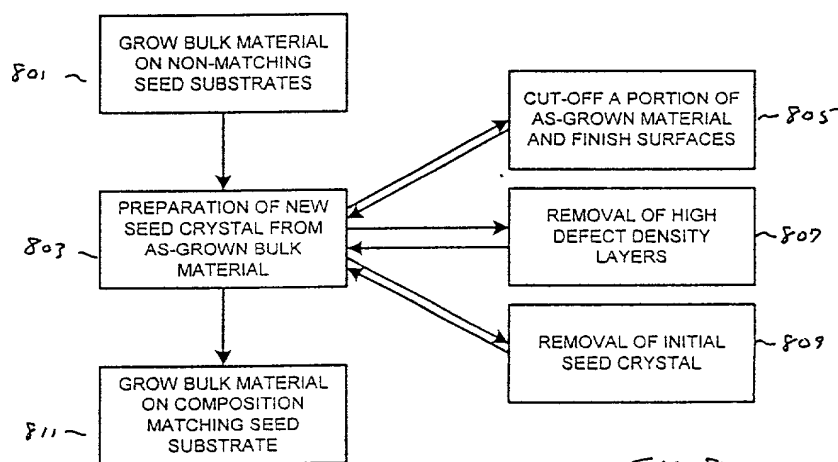 801
GROW BULK MATERIAL
ON NON-MATCHING
SEED SUBSTRATES
CUT-OFF A PORTION OF
AS-GROWN MATERIAL
AND FINISH SURFACES
805
803
PREPARATION OF NEW
SEED CRYSTAL FROM
AS-GROWN BULK
MATERIAL
REMOVAL OF HIGH
DEFECT DENSITY
LAYERS
807
REMOVAL OF INITIAL
SEED CRYSTAL
809
811
GROW BULK MATERIAL
ON COMPOSITION
MATCHING SEED
SUBSTRATE